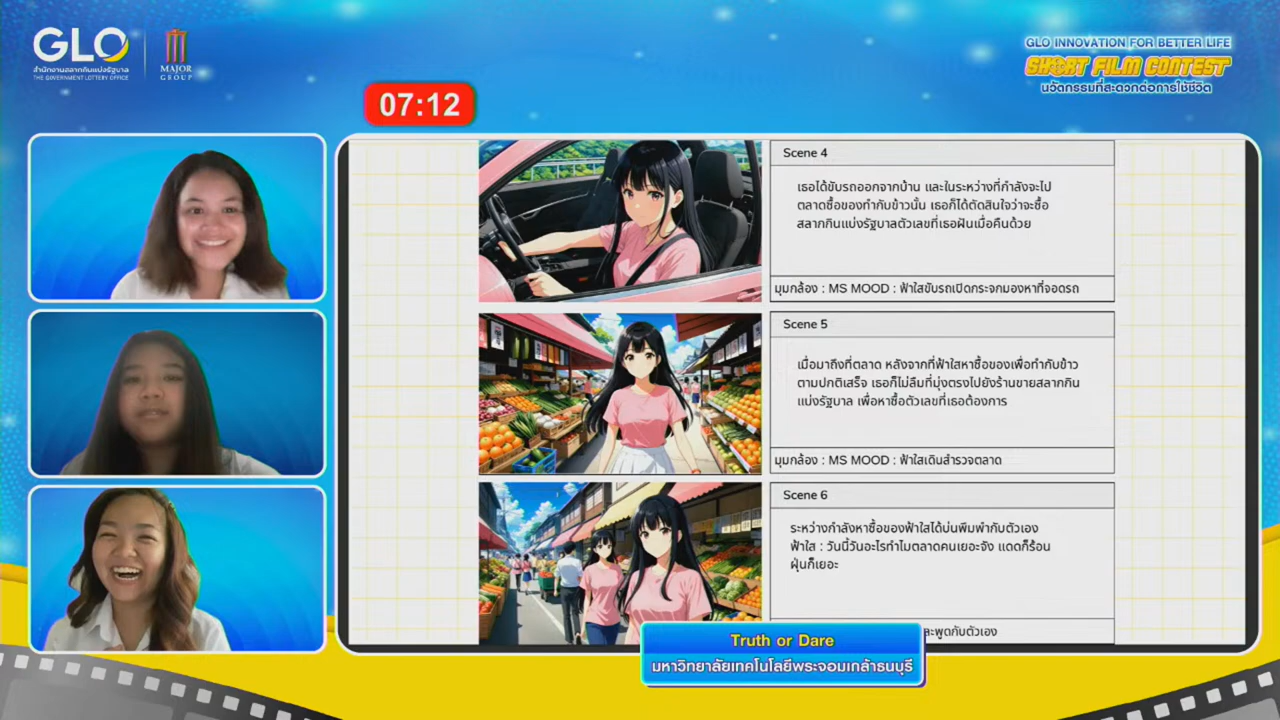 GLO
สำนักงานสลากกินแบ่งรัฐบาล
THE GOVERNMENT LOTTERY OFFICE
MAJOR
GROUP
GLO INNOVATION FOR BETTER LIFE
SHORT FILM CONTEST
นวัตกรรมที่สะดวกต่อการใช้ชีวิต
07:12
Scene 4
เธอได้ขับรถออกจากบ้าน และในระหว่างที่กำลังจะไป
ตลาดซื้อของทำกับข้าวนั้น เธอก็ได้ตัดสินใจว่าจะซื้อ
สลากกินแบ่งรัฐบาลตัวเลขที่เธอฝันเมื่อคืนด้วย
มุมกล้อง : MS MOOD : ฟ้าใสขับรถเปิดกระจกมองหาที่จอดรถ
Scene 5
เมื่อมาถึงที่ตลาด หลังจากที่ฟ้าใสหาซื้อของเพื่อทำกับข้าว
ตามปกติเสร็จ เธอก็ไม่ลืมที่มุ่งตรงไปยังร้านขายสลากกิน
แบ่งรัฐบาล เพื่อหาซื้อตัวเลขที่เธอต้องการ
มุมกล้อง : MS MOOD : ฟ้าใสเดินสำรวจตลาด
Scene 6
ระหว่างกำลังหาซื้อของฟ้าใสได้บ่นพึมพำกับตัวเอง
ฟ้าใส : วันนี้วันอะไรทำไมตลาดคนเยอะจัง แดดก็ร้อน
ฝุ่นก็เยอะ
ละพูดกับตัวเอง
Truth or Dare
มหาวิทยาลัยเทคโนโลยีพระจอมเกล้าธนบุรี